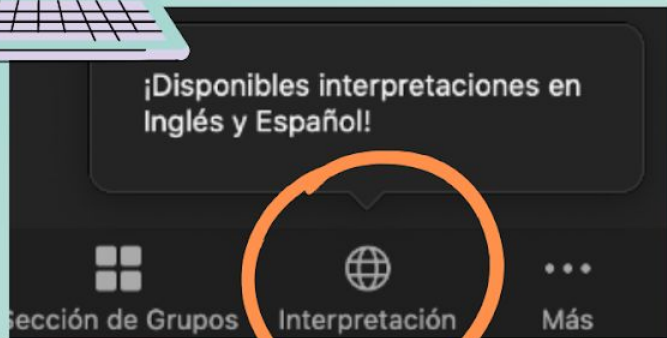 ¡Disponibles interpretaciones en
Inglés y Español!
Sección de Grupos Interpretación Más